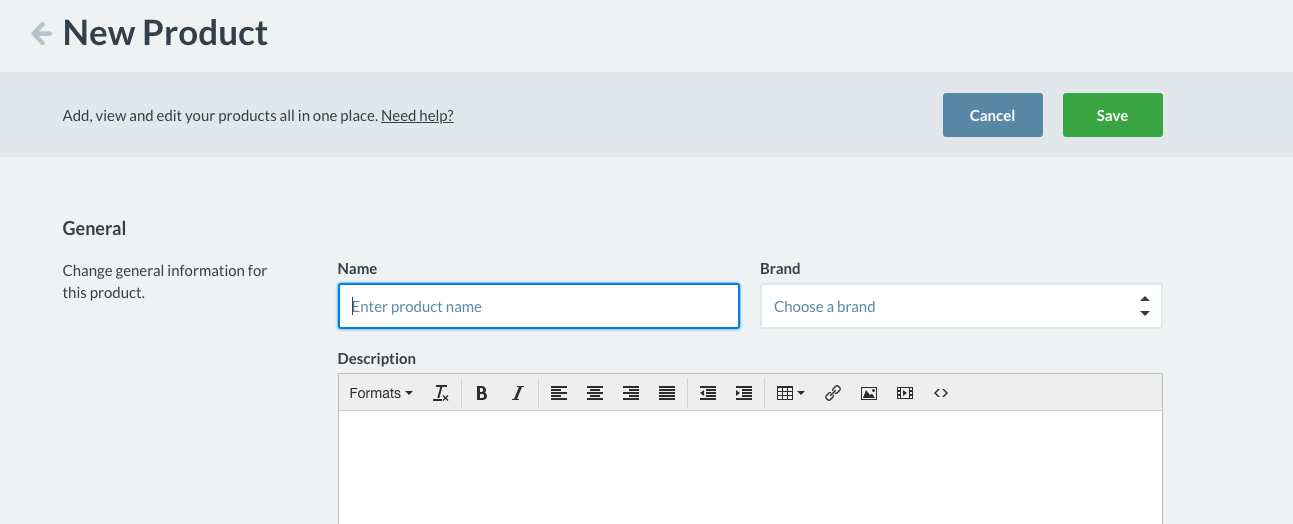 New Product
Add, view and edit your products all in one place. Need help?
Cancel
Save
General
Change general information for
this product.
Name
Brand
Enter product name
Choose a brand
Description
Formats